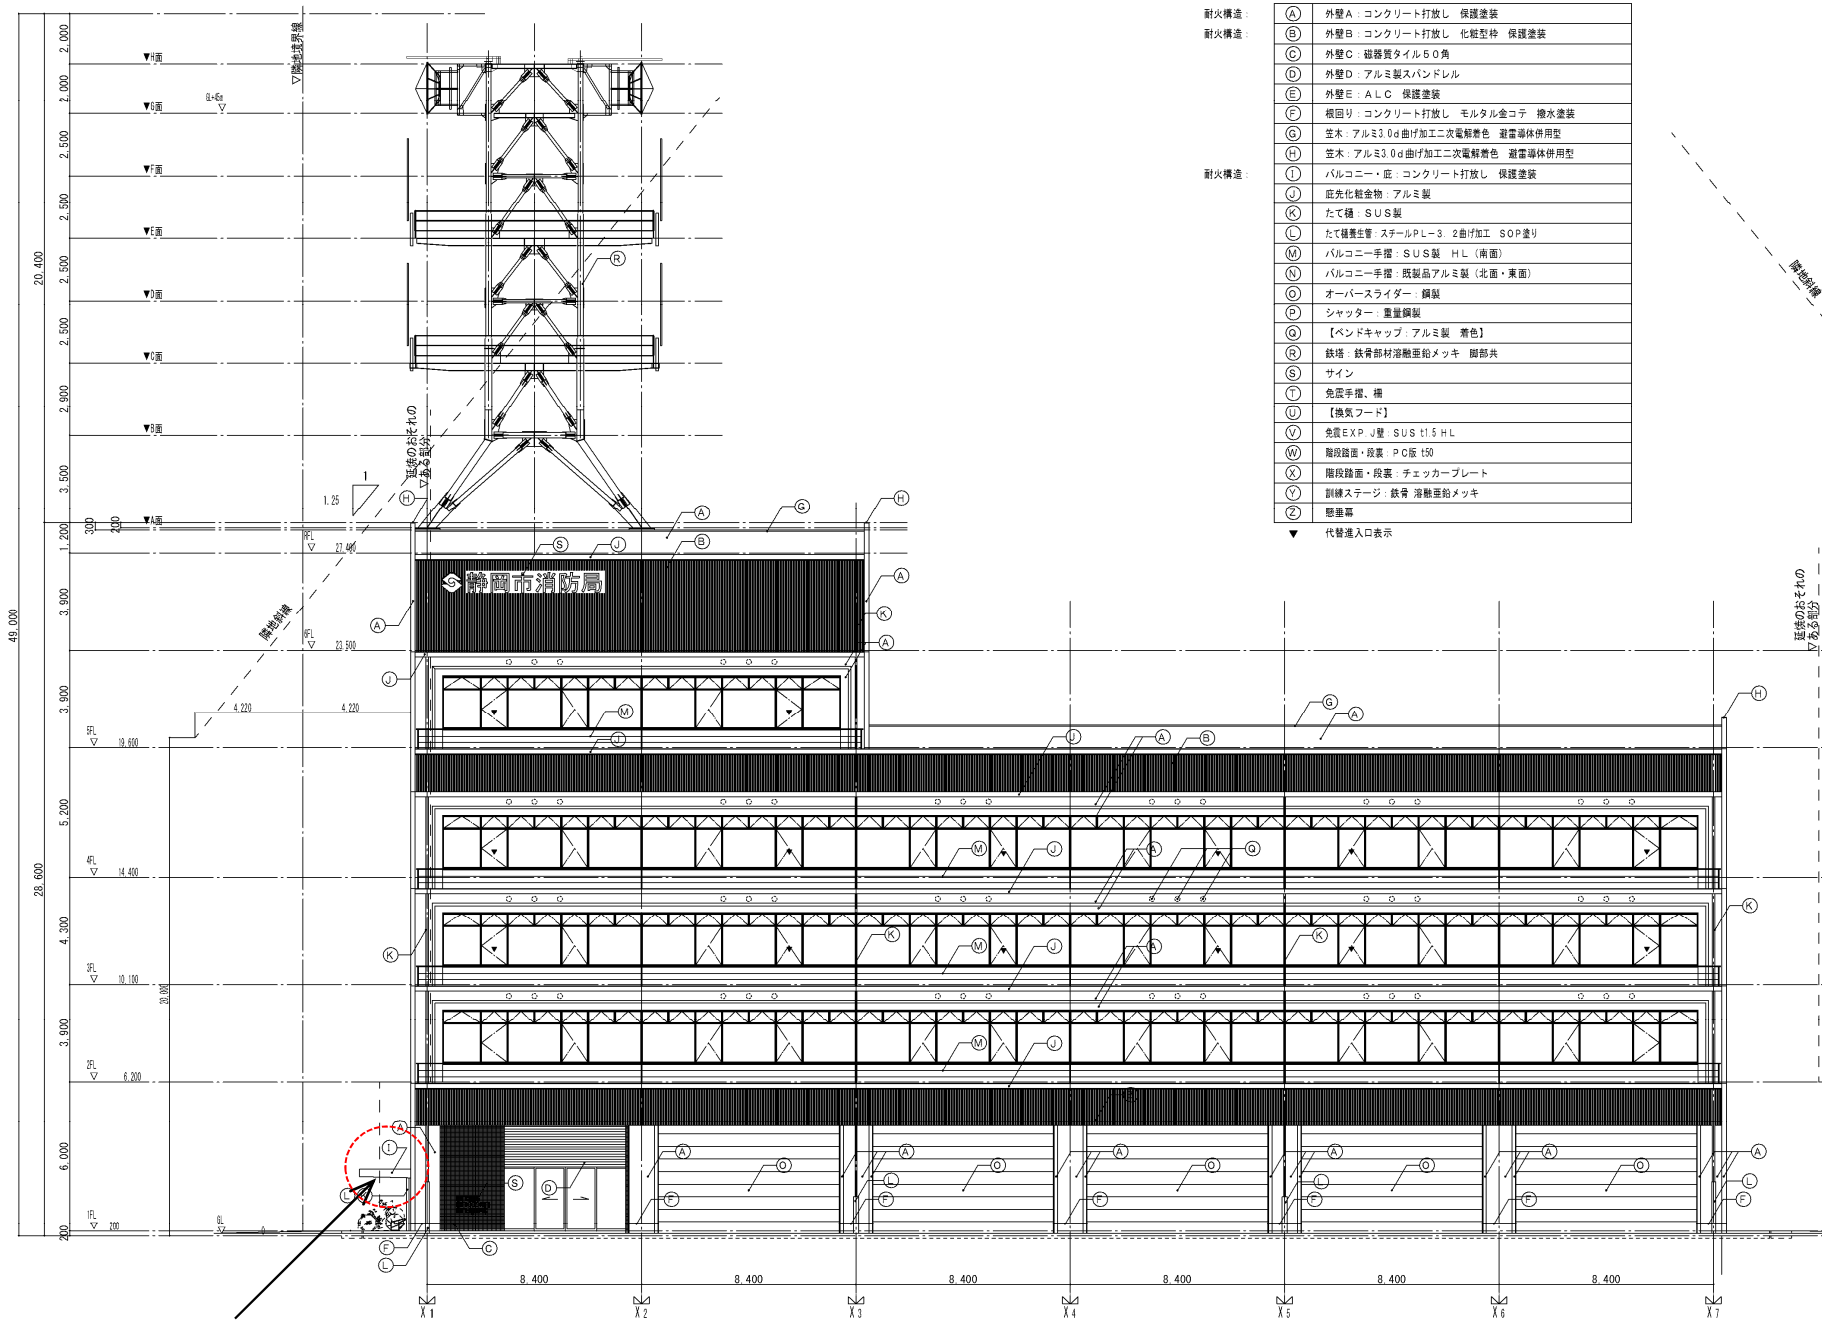 耐火構造：
Ⓐ 外壁Ａ：コンクリート打放し　保護塗装
耐火構造：
Ⓑ 外壁Ｂ：コンクリート打放し　化粧型枠　保護塗装
Ⓒ 外壁Ｃ：磁器質タイル５０角
Ⓓ 外壁Ｄ：アルミ製スパンドレル
Ⓔ 外壁Ｅ：ＡＬＣ　保護塗装
Ⓕ 根回り：コンクリート打放し　モルタル金コテ　撥水塗装
Ⓖ 笠木：アルミ3.0d曲げ加工二次電解着色　避雷導体併用型
Ⓗ 笠木：アルミ3.0d曲げ加工二次電解着色　避雷導体併用型
耐火構造：
Ⓘ バルコニー・庇：コンクリート打放し　保護塗装
Ⓙ 庇先化粧金物：アルミ製
Ⓚ たて樋：ＳＵＳ製
Ⓛ たて樋養生管：スチールＰＬ－３．２曲げ加工　ＳＯＰ塗り
Ⓜ バルコニー手摺：ＳＵＳ製　ＨＬ（南面）
Ⓝ バルコニー手摺：既製品アルミ製（北面・東面）
Ⓞ オーバースライダー：鋼製
Ⓟ シャッター：重量鋼製
Ⓠ 【ベンドキャップ：アルミ製　着色】
Ⓡ 鉄塔：鉄骨部材溶融亜鉛メッキ　脚部共
Ⓢ サイン
Ⓣ 免震手摺、柵
Ⓤ 【換気フード】
Ⓥ 免震ＥＸＰ.Ｊ壁：ＳＵＳ t1.5 ＨＬ
Ⓦ 階段踏面・段裏：ＰＣ版 t50
Ⓧ 階段踏面・段裏：チェッカープレート
Ⓨ 訓練ステージ：鉄骨 溶融亜鉛メッキ
Ⓩ 懸垂幕
▼ 代替進入口表示
▽隣地境界線
2,000
▼H面
2,000
GL+45m
▽
▼G面
2,500
▼F面
2,500
▼E面
2,500
Ⓡ
▼D面
2,500
▼C面
2,900
▼B面
3,500
▼A面
20,400
49,000
28,600
隣地斜線
延焼のおそれの
▽ある部分
1
1.25
Ⓗ
Ⓐ
Ⓖ
Ⓗ
300
200
1,200
RFL
▽ 27,400
Ⓢ
Ⓙ
Ⓑ
静岡市消防局
Ⓐ
Ⓐ
Ⓚ
Ⓐ
3,900
隣地斜線
6FL
▽ 23,500
延焼のおそれの
▽ある部分
Ⓙ
3,900
4,220
4,220
Ⓜ
Ⓙ
Ⓖ
Ⓐ
Ⓗ
5FL
▽ 19,600
Ⓙ
Ⓐ
Ⓑ
5,200
Ⓜ
Ⓙ
Ⓐ
Ⓠ
4FL
▽ 14,400
4,300
Ⓚ
Ⓚ
Ⓚ
Ⓚ
Ⓜ
Ⓙ
Ⓐ
3FL
▽ 10,100
20,000
3,900
Ⓜ
Ⓙ
2FL
▽ 6,200
6,000
Ⓐ
Ⓘ
Ⓛ
Ⓢ
Ⓓ
Ⓐ
Ⓞ
Ⓐ
Ⓞ
Ⓐ
Ⓞ
Ⓐ
Ⓞ
Ⓐ
Ⓞ
Ⓐ
Ⓕ
Ⓛ
Ⓕ
Ⓕ
Ⓛ
Ⓕ
Ⓕ
Ⓛ
Ⓕ
1FL
▽ 200
GL
▽ 0
200
Ⓕ
Ⓛ
Ⓒ
8,400
8,400
8,400
8,400
8,400
8,400
X1
X2
X3
X4
X5
X6
X7